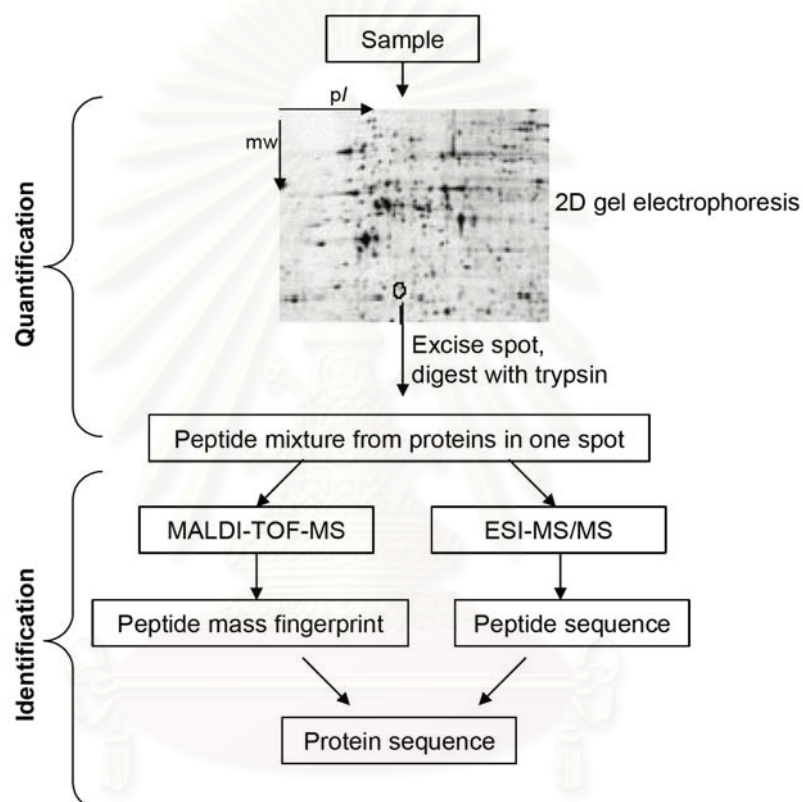 Sample
pI
mw
2D gel electrophoresis
Quantification
Excise spot,
digest with trypsin
Peptide mixture from proteins in one spot
MALDI-TOF-MS
ESI-MS/MS
Identification
Peptide mass fingerprint
Peptide sequence
Protein sequence